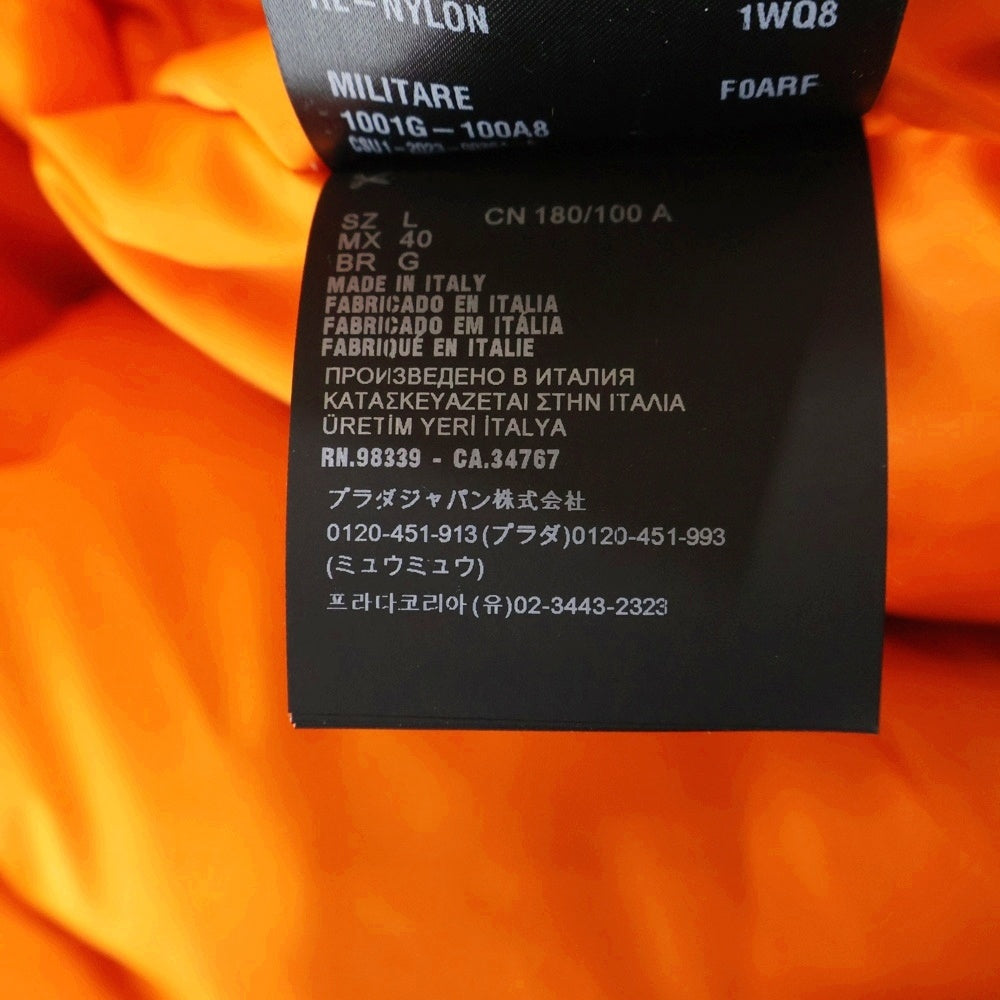 RE-NYLON 1WQ8
MILITARE F0ARF
1001G-100A8
SZ L CN 180/100 A
MX 40
BR G
MADE IN ITALY
FABRICADO EN ITALIA
FABRICADO EM ITÁLIA
FABRIQUÉ EN ITALIE
ПРОИЗВЕДЕНО В ИТАЛИЯ
ΚΑΤΑΣΚΕΥΑΖΕΤΑΙ ΣΤΗΝ ΙΤΑΛΙΑ
ÜRETİM YERİ İTALYA
RN.98339 - CA.34767
プラダジャパン株式会社
0120-451-913(プラダ)0120-451-993
(ミュウミュウ)
프라다코리아(유)02-3443-2323